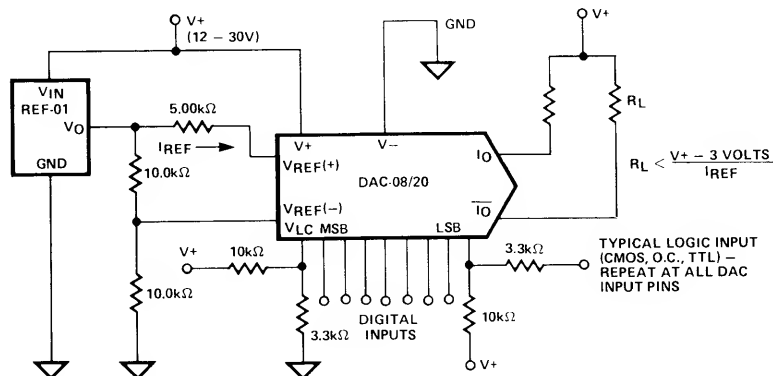 V+
(12 – 30V)
GND
V+
VIN
REF-01
VO
GND
5.00kΩ
IREF
10.0kΩ
10.0kΩ
V+
V–
VREF(+)
DAC-08/20
VREF(–)
VLC MSB
LSB
IO
IO
RL
RL < V+ – 3 VOLTS
IREF
V+
10kΩ
3.3kΩ
DIGITAL
INPUTS
3.3kΩ
10kΩ
V+
TYPICAL LOGIC INPUT
(CMOS, O.C., TTL) –
REPEAT AT ALL DAC
INPUT PINS